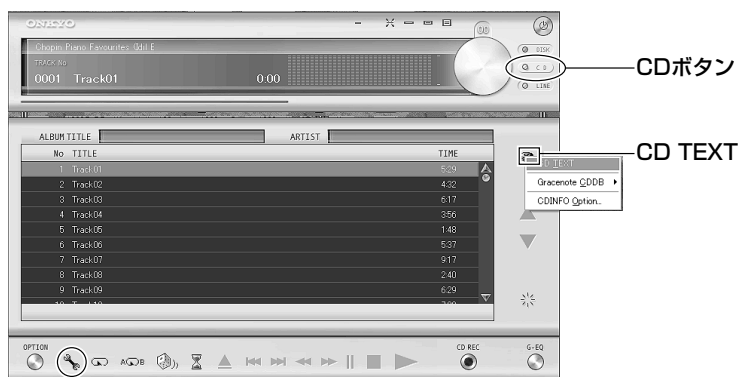 ONKYO
Chopin Piano Favourites
TRACK No
0001 Track01 0:00
DISK
CD
LINE
CDボタン
ALBUM TITLE ARTIST
No TITLE TIME
1 Track01 5:29
2 Track02 4:32
3 Track03 6:17
4 Track04 3:56
5 Track05 1:48
6 Track06 5:37
7 Track07 9:17
8 Track08 2:40
9 Track09 6:29
CD TEXT
CD TEXT
Gracenote CDDB
CDINFO Option...
OPTION
A B
CD REC
G-EQ